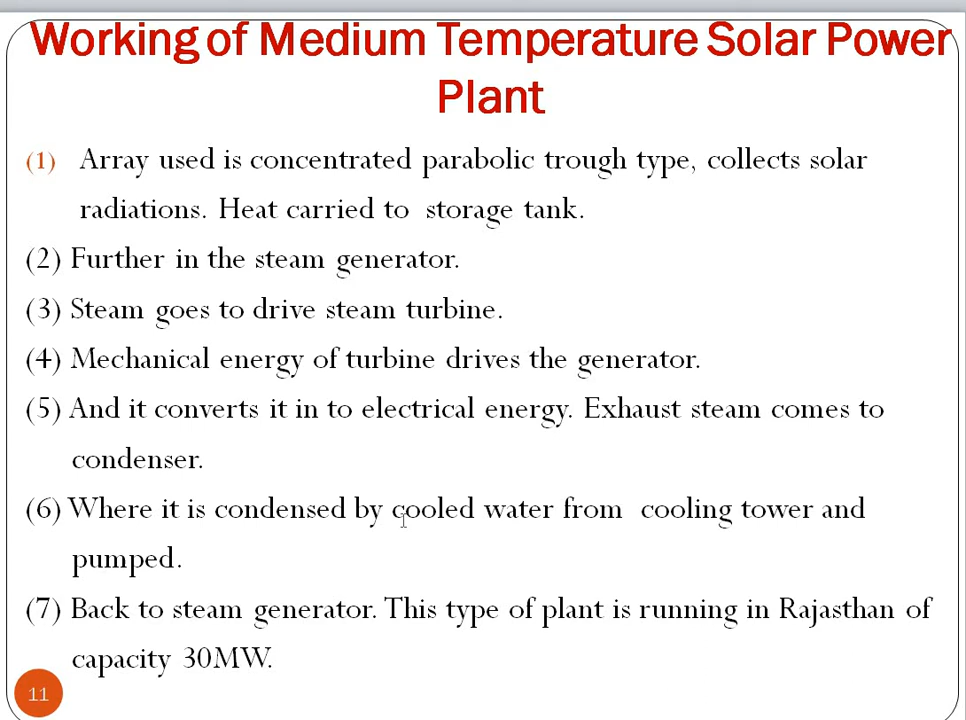 Working of Medium Temperature Solar Power
Plant
(1) Array used is concentrated parabolic trough type, collects solar
radiations. Heat carried to storage tank.
(2) Further in the steam generator.
(3) Steam goes to drive steam turbine.
(4) Mechanical energy of turbine drives the generator.
(5) And it converts it in to electrical energy. Exhaust steam comes to
condenser.
(6) Where it is condensed by cooled water from cooling tower and
pumped.
(7) Back to steam generator. This type of plant is running in Rajasthan of
capacity 30MW.
11